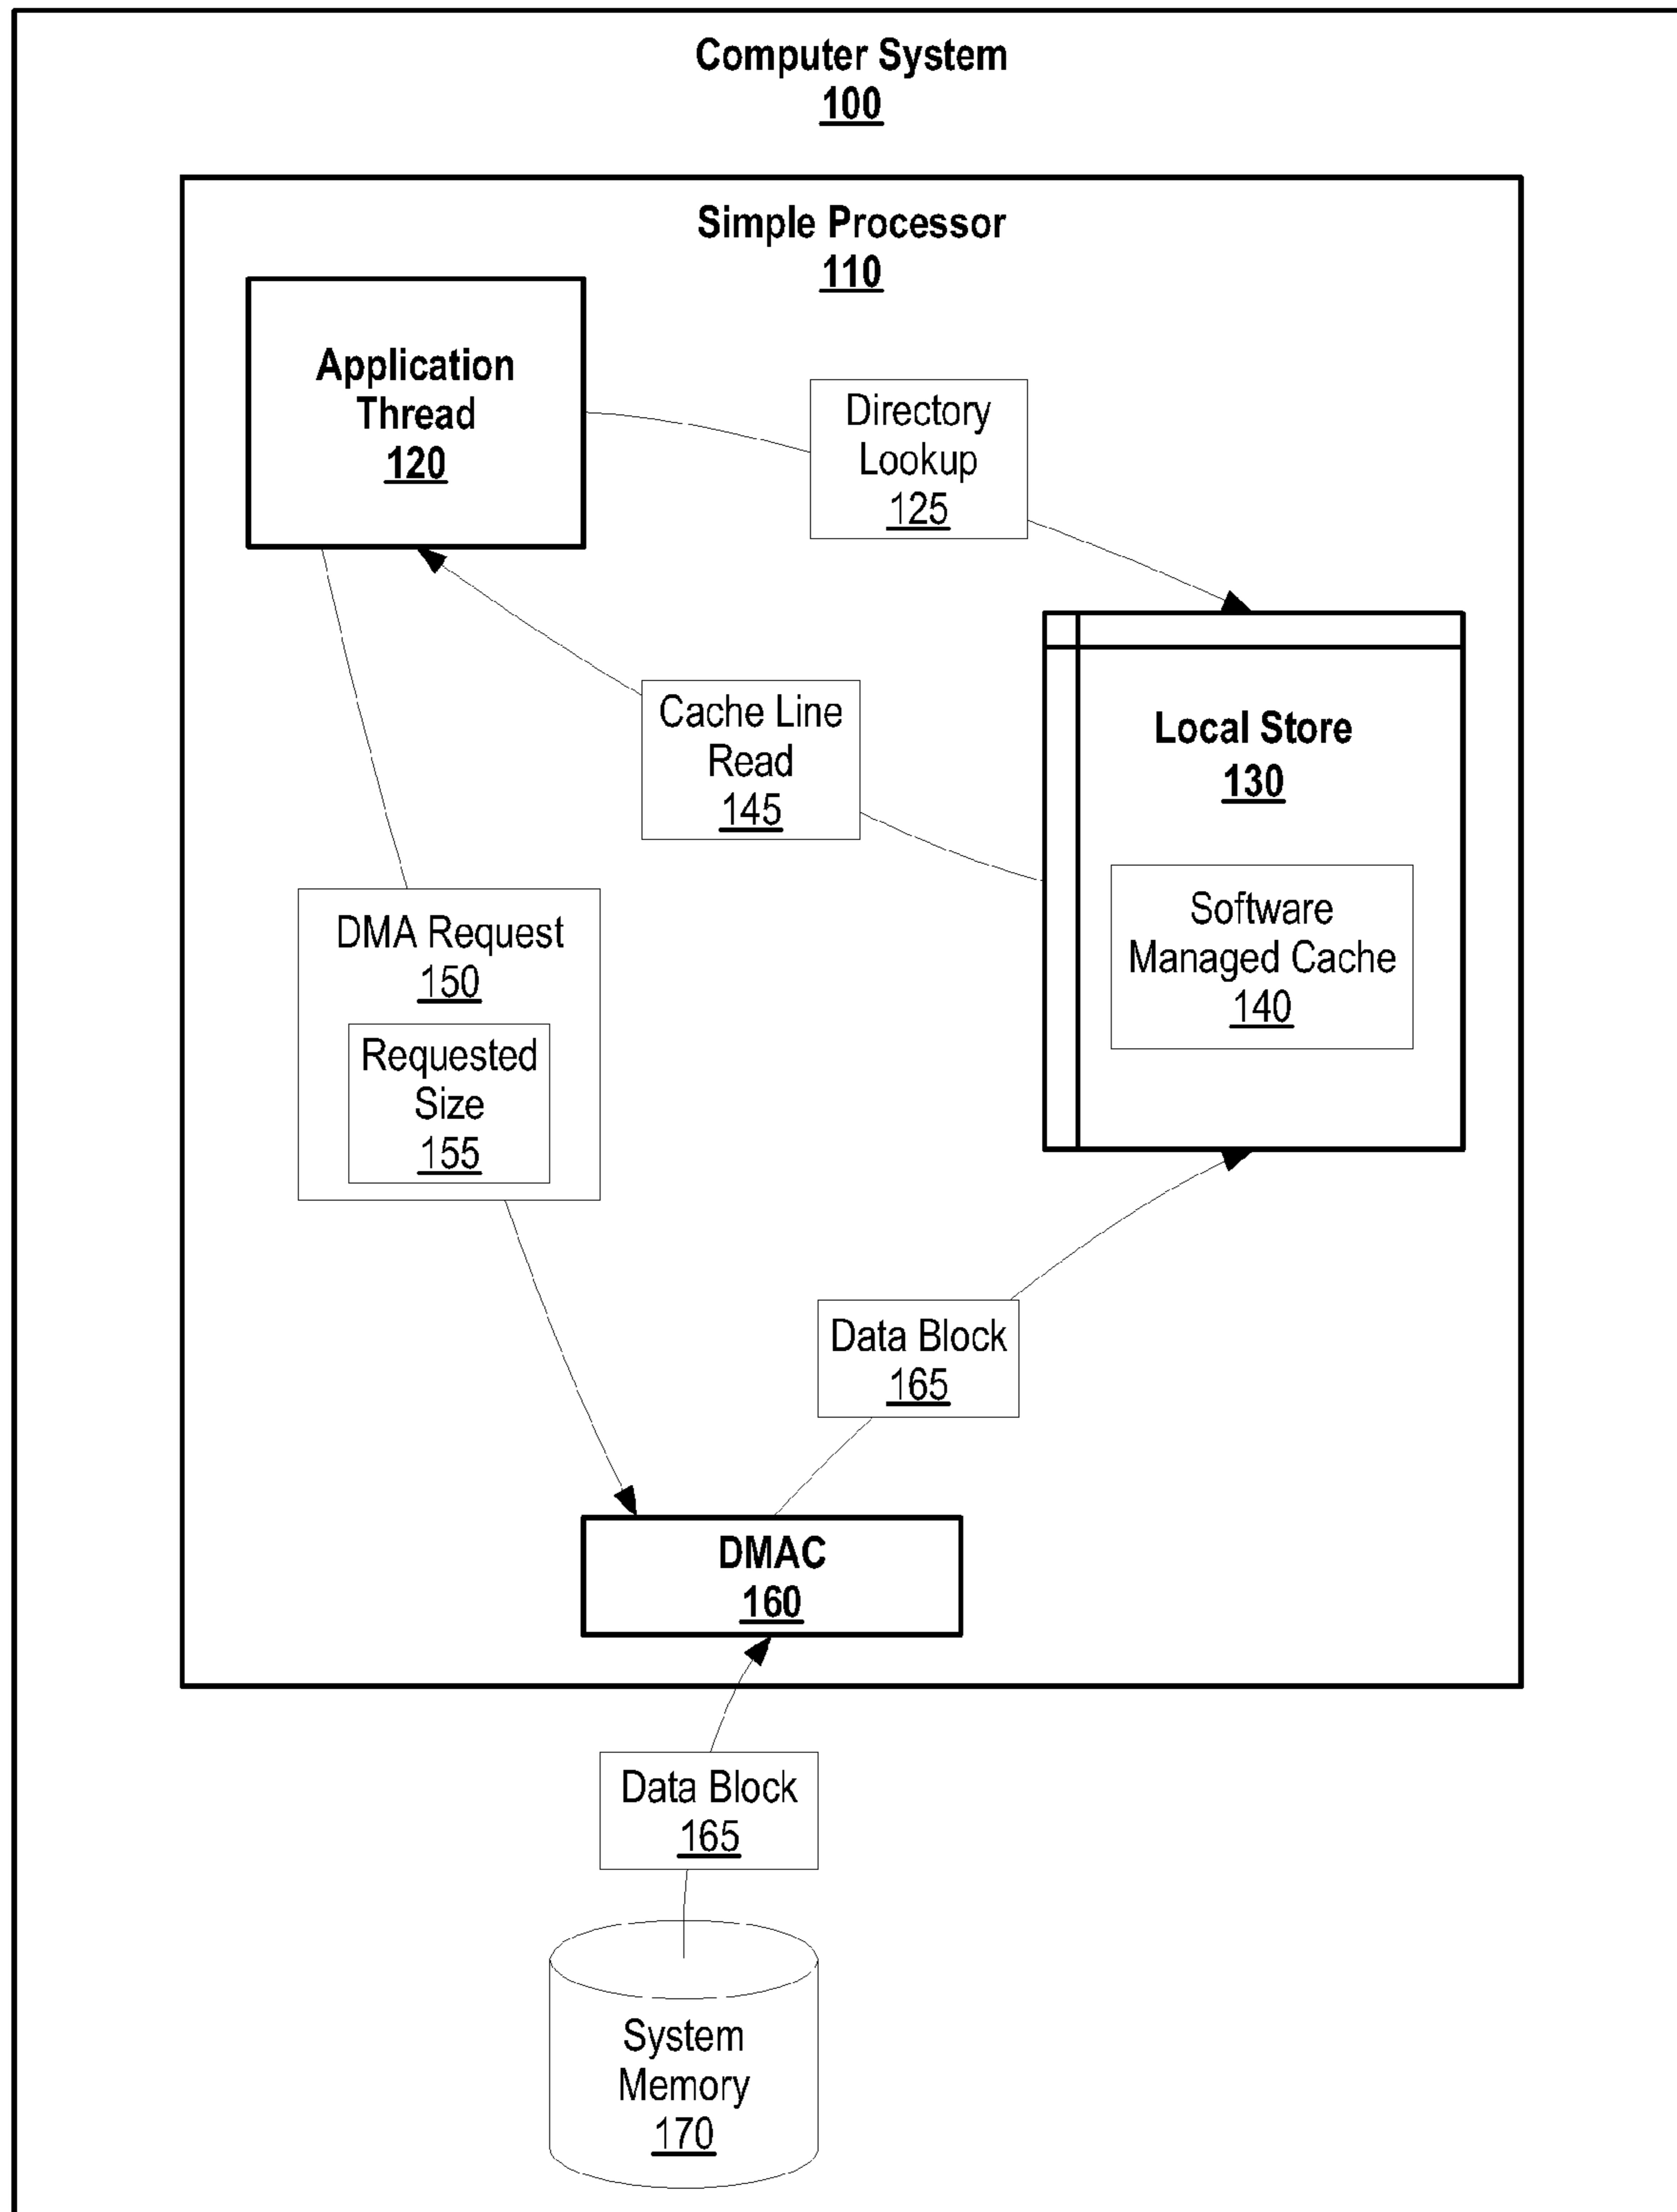 Computer System
100
Simple Processor
110
Application
Thread
120
Directory
Lookup
125
Cache Line
Read
145
Local Store
130
Software
Managed Cache
140
DMA Request
150
Requested
Size
155
Data Block
165
DMAC
160
Data Block
165
System
Memory
170